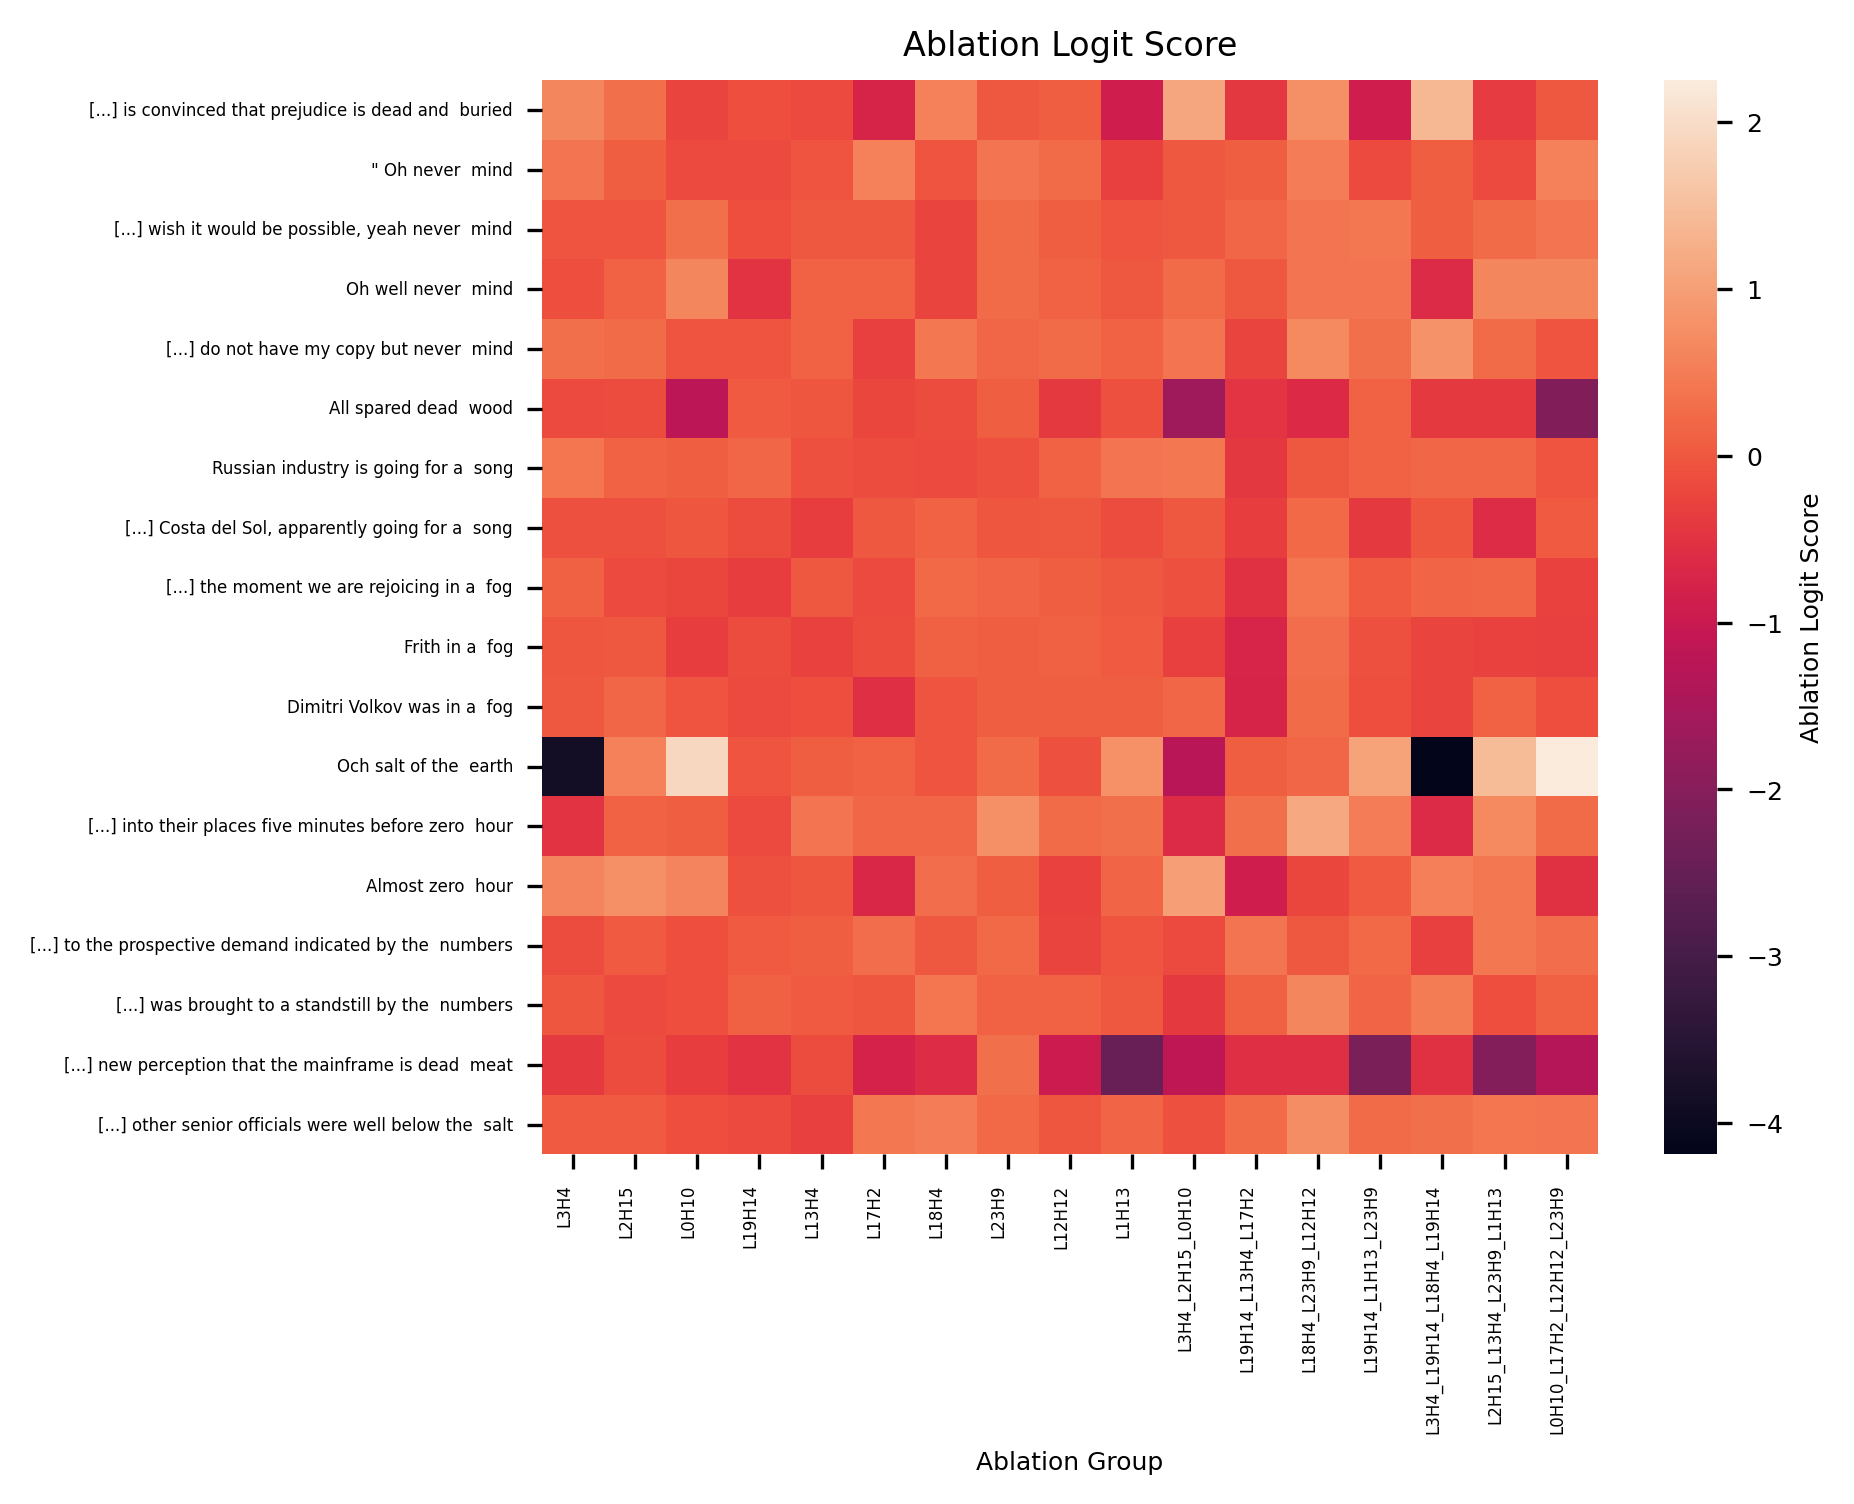 Ablation Logit Score
[...] is convinced that prejudice is dead and  buried
" Oh never  mind
[...] wish it would be possible, yeah never  mind
Oh well never  mind
[...] do not have my copy but never  mind
All spared dead  wood
Russian industry is going for a  song
[...] Costa del Sol, apparently going for a  song
[...] the moment we are rejoicing in a  fog
Frith in a  fog
Dimitri Volkov was in a  fog
Och salt of the  earth
[...] into their places five minutes before zero  hour
Almost zero  hour
[...] to the prospective demand indicated by the  numbers
[...] was brought to a standstill by the  numbers
[...] new perception that the mainframe is dead  meat
[...] other senior officials were well below the  salt
L3H4
L2H15
L0H10
L19H14
L13H4
L17H2
L18H4
L23H9
L12H12
L1H13
L3H4_L2H15_L0H10
L19H14_L13H4_L17H2
L18H4_L23H9_L12H12
L19H14_L1H13_L23H9
L3H4_L19H14_L18H4_L19H14
L2H15_L13H4_L23H9_L1H13
L0H10_L17H2_L12H12_L23H9
Ablation Group
2
1
0
−1
−2
−3
−4
Ablation Logit Score